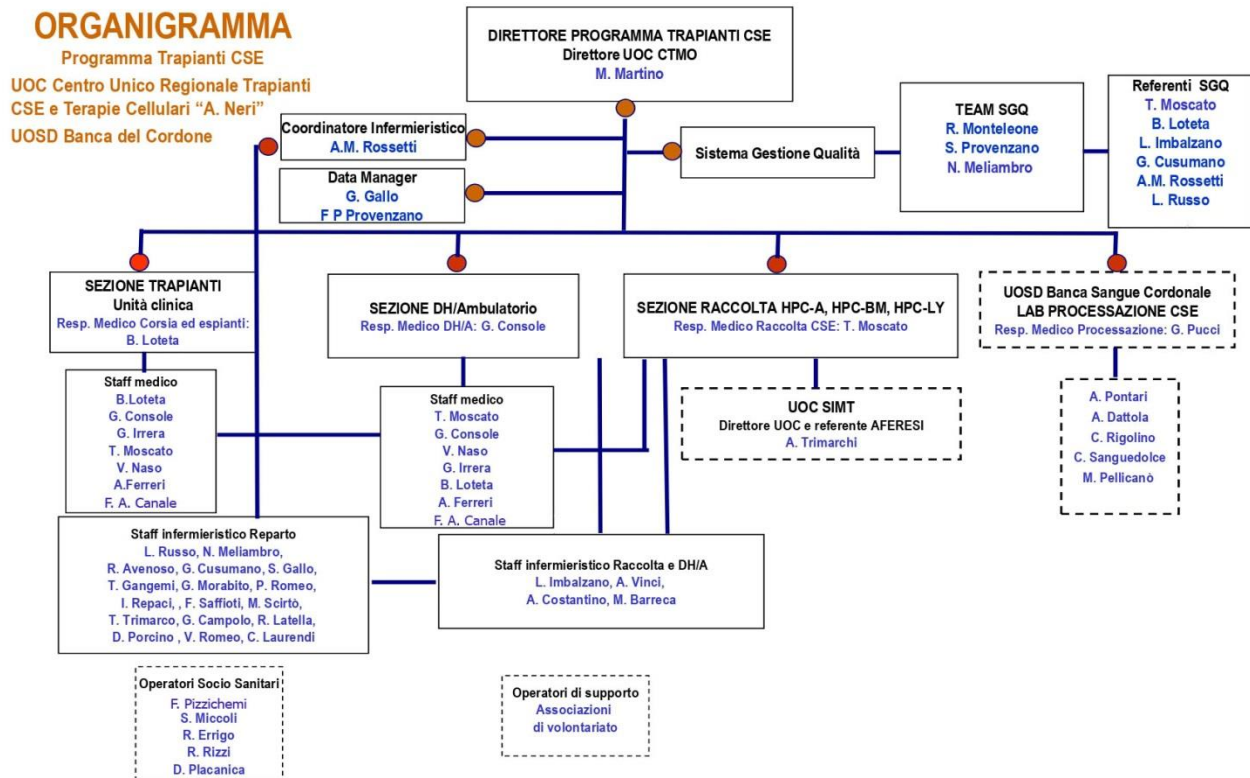 ORGANIGRAMMA
Programma Trapianti CSE
UOC Centro Unico Regionale Trapianti
CSE e Terapie Cellulari “A. Neri”
UOSD Banca del Cordone
DIRETTORE PROGRAMMA TRAPIANTI CSE
Direttore UOC CTMO
M. Martino
Coordinatore Infermieristico
A.M. Rossetti
Data Manager
G. Gallo
F P Provenzano
Sistema Gestione Qualità
TEAM SGQ
R. Monteleone
S. Provenzano
N. Meliambro
Referenti SGQ
T. Moscato
B. Loteta
L. Imbalzano
G. Cusumano
A.M. Rossetti
L. Russo
SEZIONE TRAPIANTI
Unità clinica
Resp. Medico Corsia ed espianti:
B. Loteta
SEZIONE DH/Ambulatorio
Resp. Medico DH/A: G. Console
SEZIONE RACCOLTA HPC-A, HPC-BM, HPC-LY
Resp. Medico Raccolta CSE: T. Moscato
UOSD Banca Sangue Cordonale
LAB PROCESSAZIONE CSE
Resp. Medico Processazione: G. Pucci
Staff medico
B.Loteta
G. Console
G. Irrera
T. Moscato
V. Naso
A.Ferreri
F. A. Canale
Staff medico
T. Moscato
G. Console
V. Naso
G. Irrera
B. Loteta
A. Ferreri
F. A. Canale
UOC SIMT
Direttore UOC e referente AFERESI
A. Trimarchi
A. Pontari
A. Dattola
C. Rigolino
C. Sanguedolce
M. Pellicanò
Staff infermieristico Reparto
L. Russo, N. Meliambro,
R. Avenoso, G. Cusumano, S. Gallo,
T. Gangemi, G. Morabito, P. Romeo,
I. Repaci, , F. Saffioti, M. Scirtò,
T. Trimarco, G. Campolo, R. Latella,
D. Porcino , V. Romeo, C. Laurendi
Staff infermieristico Raccolta e DH/A
L. Imbalzano, A. Vinci,
A. Costantino, M. Barreca
Operatori Socio Sanitari
F. Pizzichemi
S. Miccoli
R. Errigo
R. Rizzi
D. Placanica
Operatori di supporto
Associazioni
di volontariato